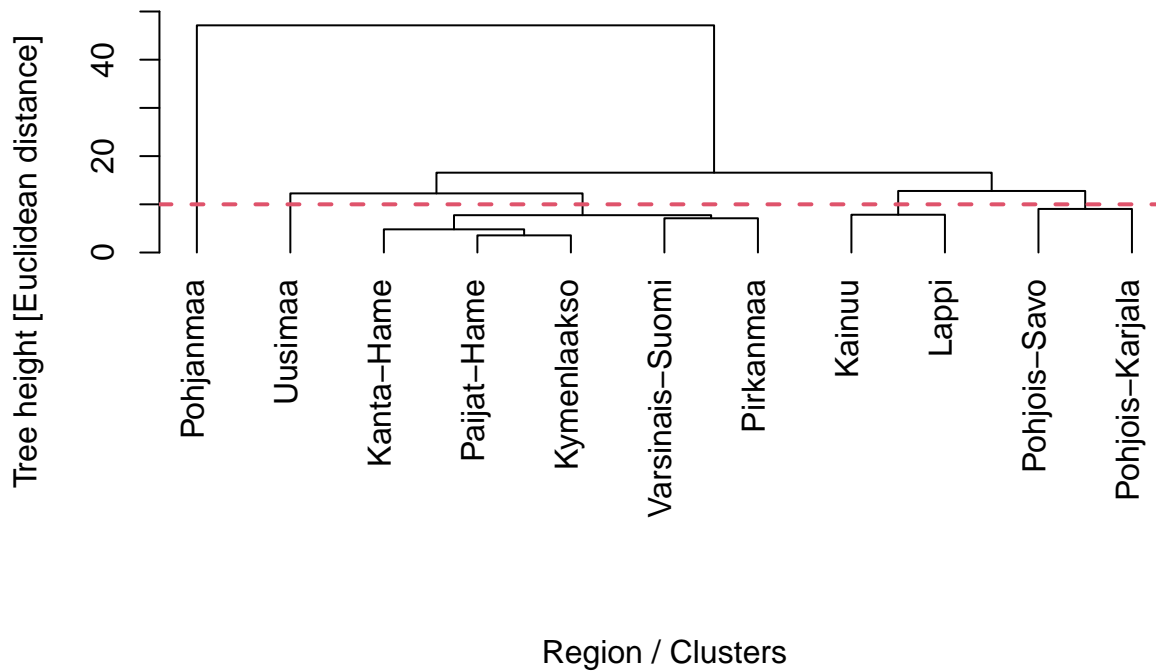 Tree height [Euclidean distance]
40
20
0
Pohjanmaa
Uusimaa
Kanta−Hame
Paijat−Hame
Kymenlaakso
Varsinais−Suomi
Pirkanmaa
Kainuu
Lappi
Pohjois−Savo
Pohjois−Karjala
Region / Clusters